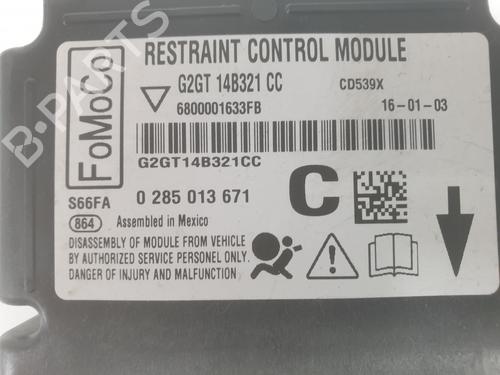 RESTRAINT CONTROL MODULE
FoMoCo
G2GT 14B321 CC
CD539X
6800001633FB
16-01-03
G2GT14B321CC
S66FA
0 285 013 671
C
864
Assembled in Mexico
DISASSEMBLY OF MODULE FROM VEHICLE
BY AUTHORIZED SERVICE PERSONEL ONLY.
DANGER OF INJURY AND MALFUNCTION
B-PARTS